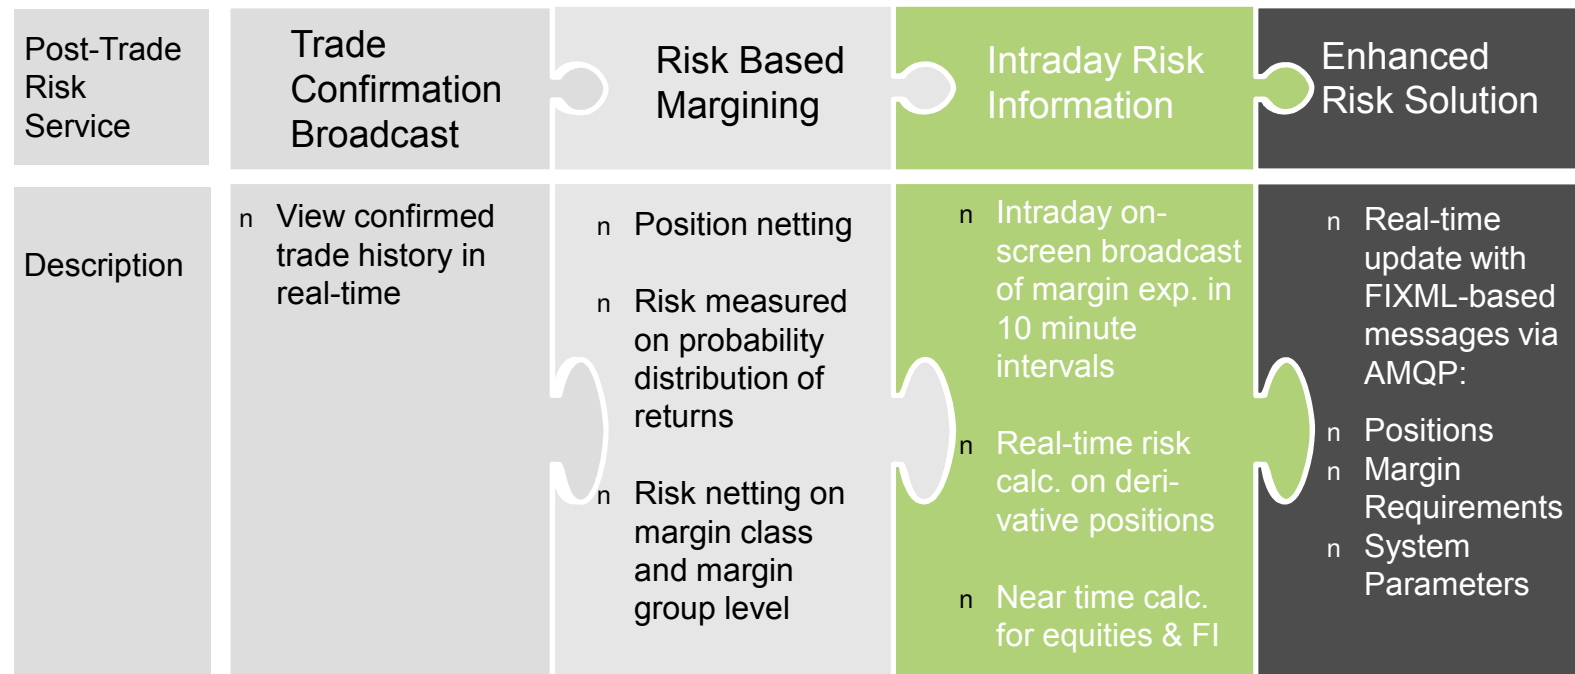 Post-Trade
Risk
Service
Trade
Confirmation
Broadcast
Risk Based
Margining
Intraday Risk
Information
Enhanced
Risk Solution
Description
n View confirmed
trade history in
real-time
n Position netting
n Risk measured
on probability
distribution of
returns
n Risk netting on
margin class
and margin
group level
n Intraday on-
screen broadcast
of margin exp. in
10 minute
intervals
n Real-time risk
calc. on deri-
vative positions
n Near time calc.
for equities & FI
n Real-time
update with
FIXML-based
messages via
AMQP:
n Positions
n Margin
Requirements
n System
Parameters